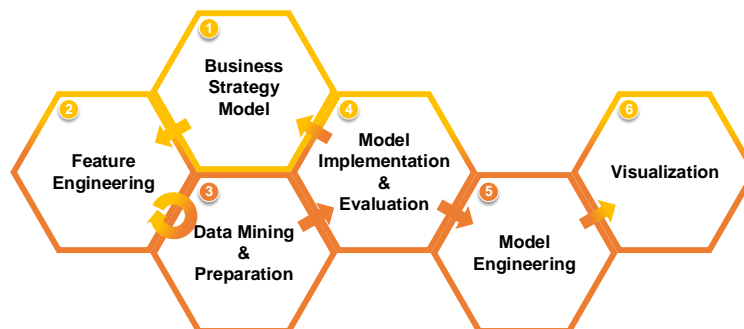 1
Business
Strategy
Model
2
Feature
Engineering
3
Data Mining
&
Preparation
4
Model
Implementation
&
Evaluation
5
Model
Engineering
6
Visualization